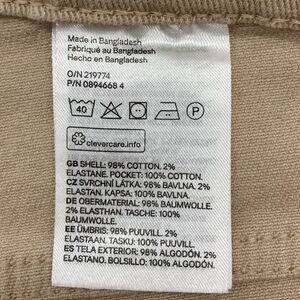 Made in Bangladesh
Fabriqué au Bangladesh
Hecho en Bangladesh
O/N 219774
P/N 0894668 4
40 P
clevercare.info
GB SHELL: 98% COTTON. 2%
ELASTANE. POCKET: 100% COTTON.
CZ SVRCHNÍ LÁTKA: 98% BAVLNA. 2%
ELASTAN. KAPSA: 100% BAVLNA.
DE OBERMATERIAL: 98% BAUMWOLLE.
2% ELASTHAN. TASCHE: 100%
BAUMWOLLE.
EE ÜMBRIS: 98% PUUVILL. 2%
ELASTAAN. TASKU: 100% PUUVILL.
ES TELA EXTERIOR: 98% ALGODÓN. 2%
ELASTANO. BOLSILLO: 100% ALGODÓN.